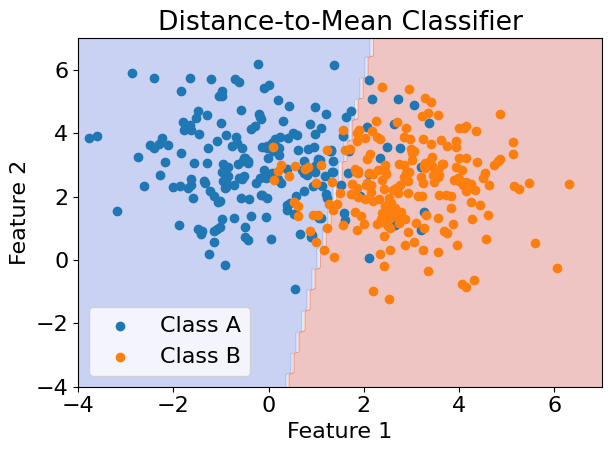 Distance-to-Mean Classifier
6
4
2
0
−2
−4
Feature 2
Class A
Class B
−4
−2
0
2
4
6
Feature 1